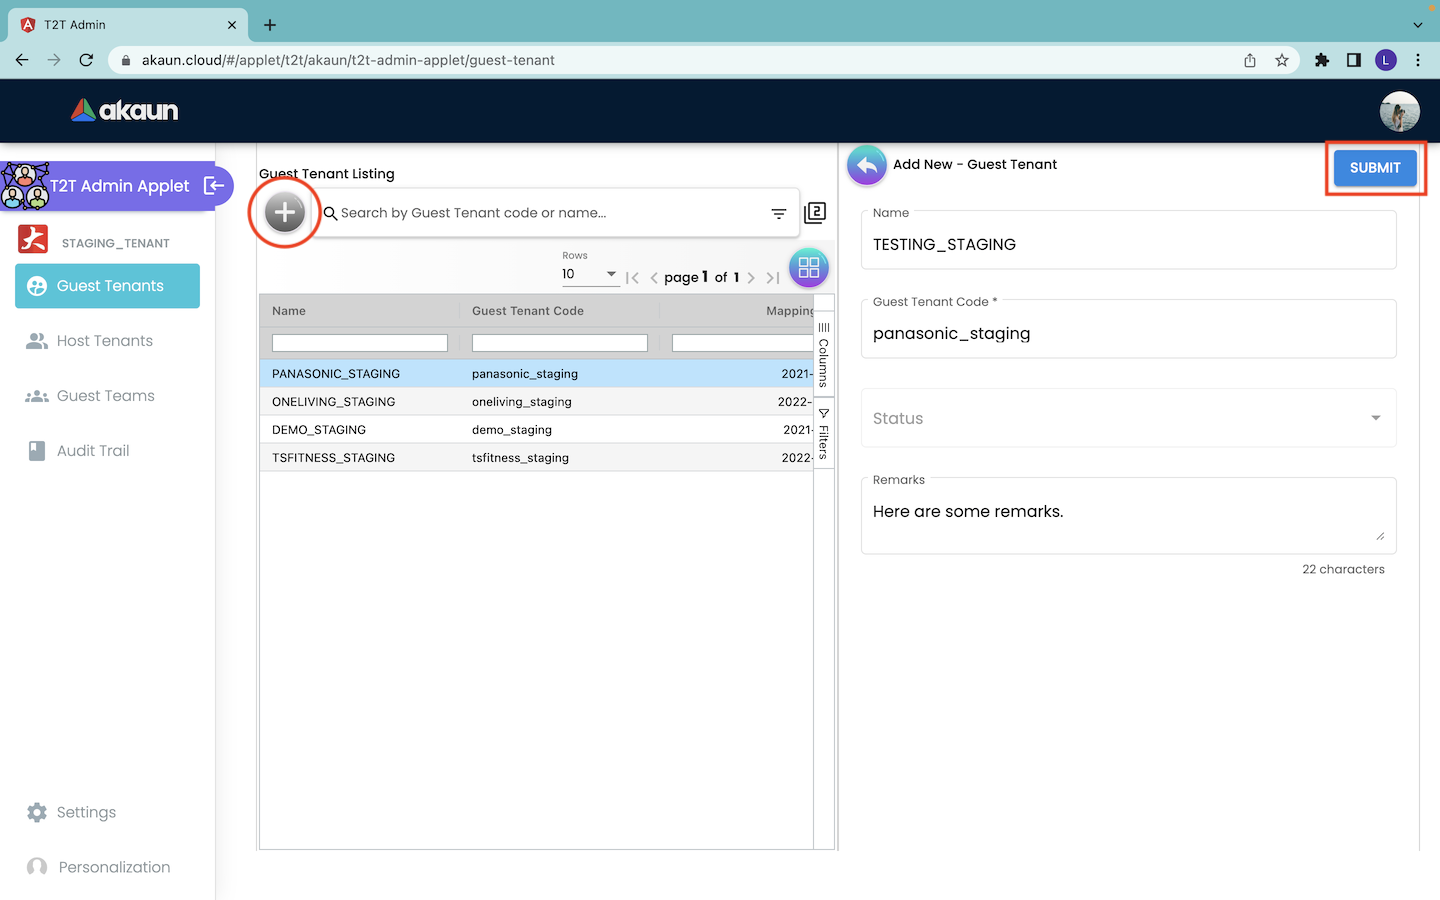 T2T Admin
akaun.cloud/#/applet/t2t/akaun/t2t-admin-applet/guest-tenant
L
akaun
T2T Admin Applet
STAGING_TENANT
Guest Tenants
Host Tenants
Guest Teams
Audit Trail
Settings
Personalization
Guest Tenant Listing
Search by Guest Tenant code or name...
2
Rows
10
page 1 of 1
Name Guest Tenant Code Mapping
PANASONIC_STAGING panasonic_staging 2021-
ONELIVING_STAGING oneliving_staging 2022-
DEMO_STAGING demo_staging 2021-
TSFITNESS_STAGING tsfitness_staging 2022-
Columns
Filters
Add New - Guest Tenant
SUBMIT
Name
TESTING_STAGING
Guest Tenant Code *
panasonic_staging
Status
Remarks
Here are some remarks.
22 characters